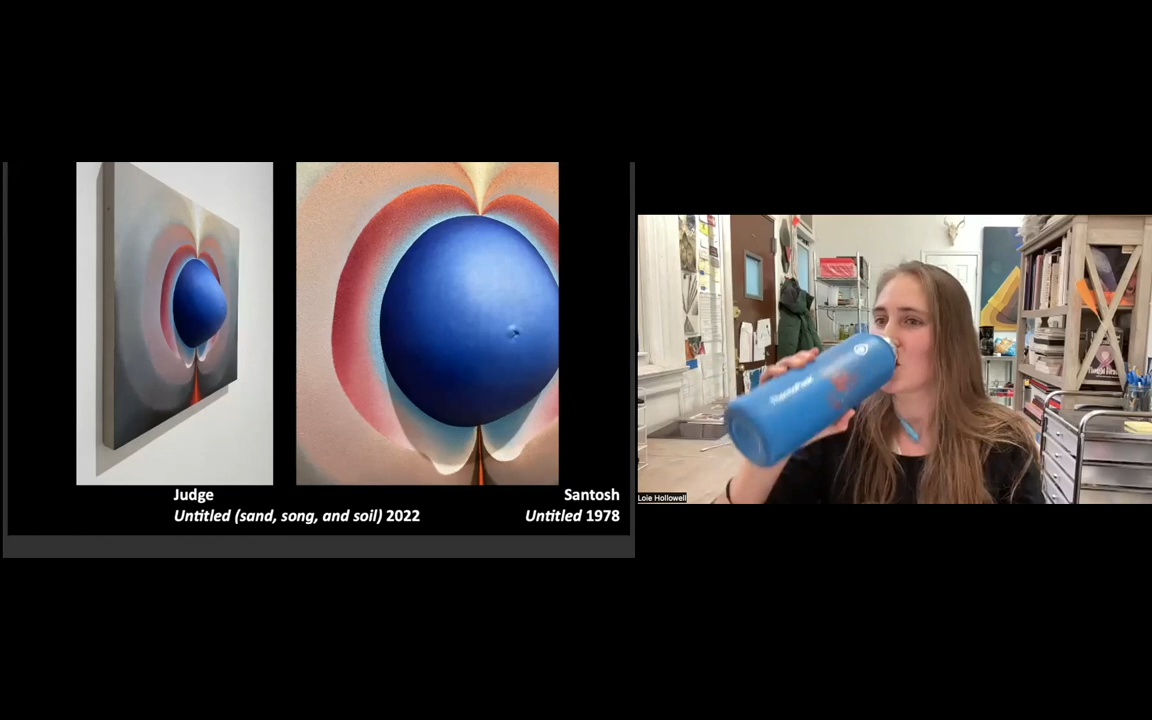 Judge
Untitled (sand, song, and soil) 2022
Santosh
Untitled 1978
Loie Hollowell